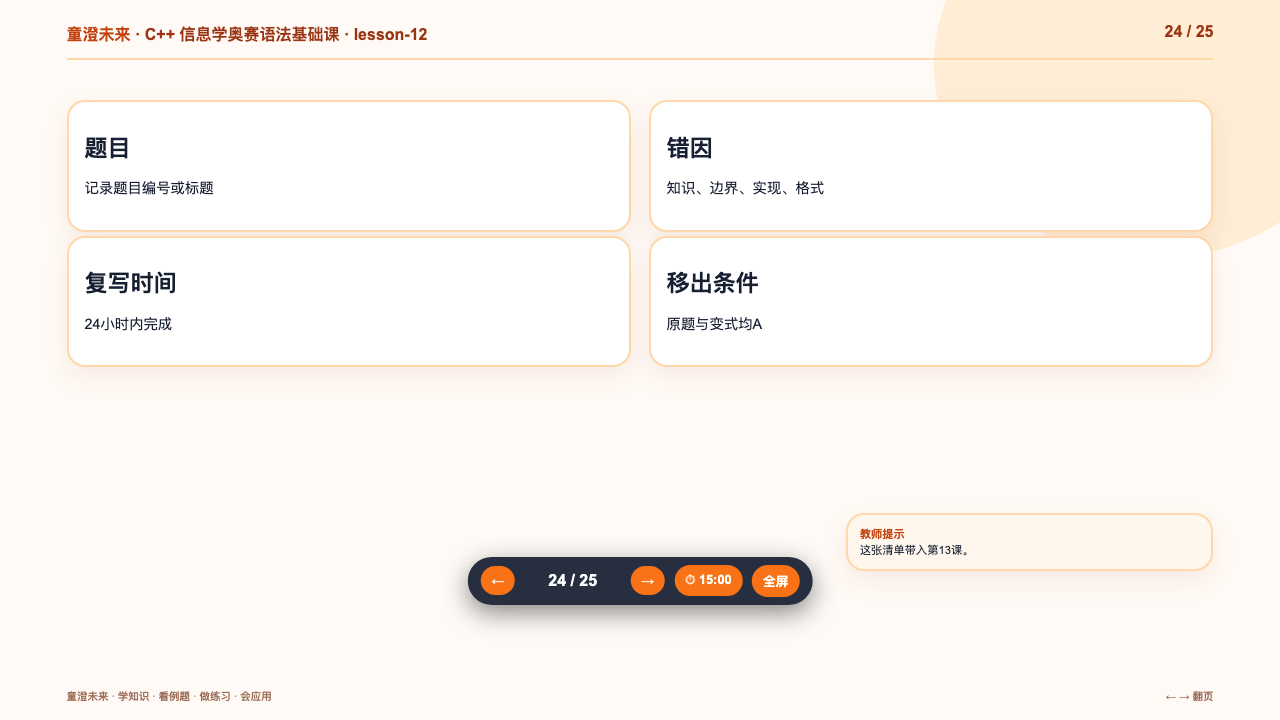 童澄未来 · C++ 信息学奥赛语法基础课 · lesson-12
24 / 25
题目
记录题目编号或标题
错因
知识、边界、实现、格式
复写时间
24小时内完成
移出条件
原题与变式均A
教师提示
这张清单带入第13课。
← 24 / 25 → ⏱ 15:00 全屏
童澄未来 · 学知识 · 看例题 · 做练习 · 会应用
←→ 翻页